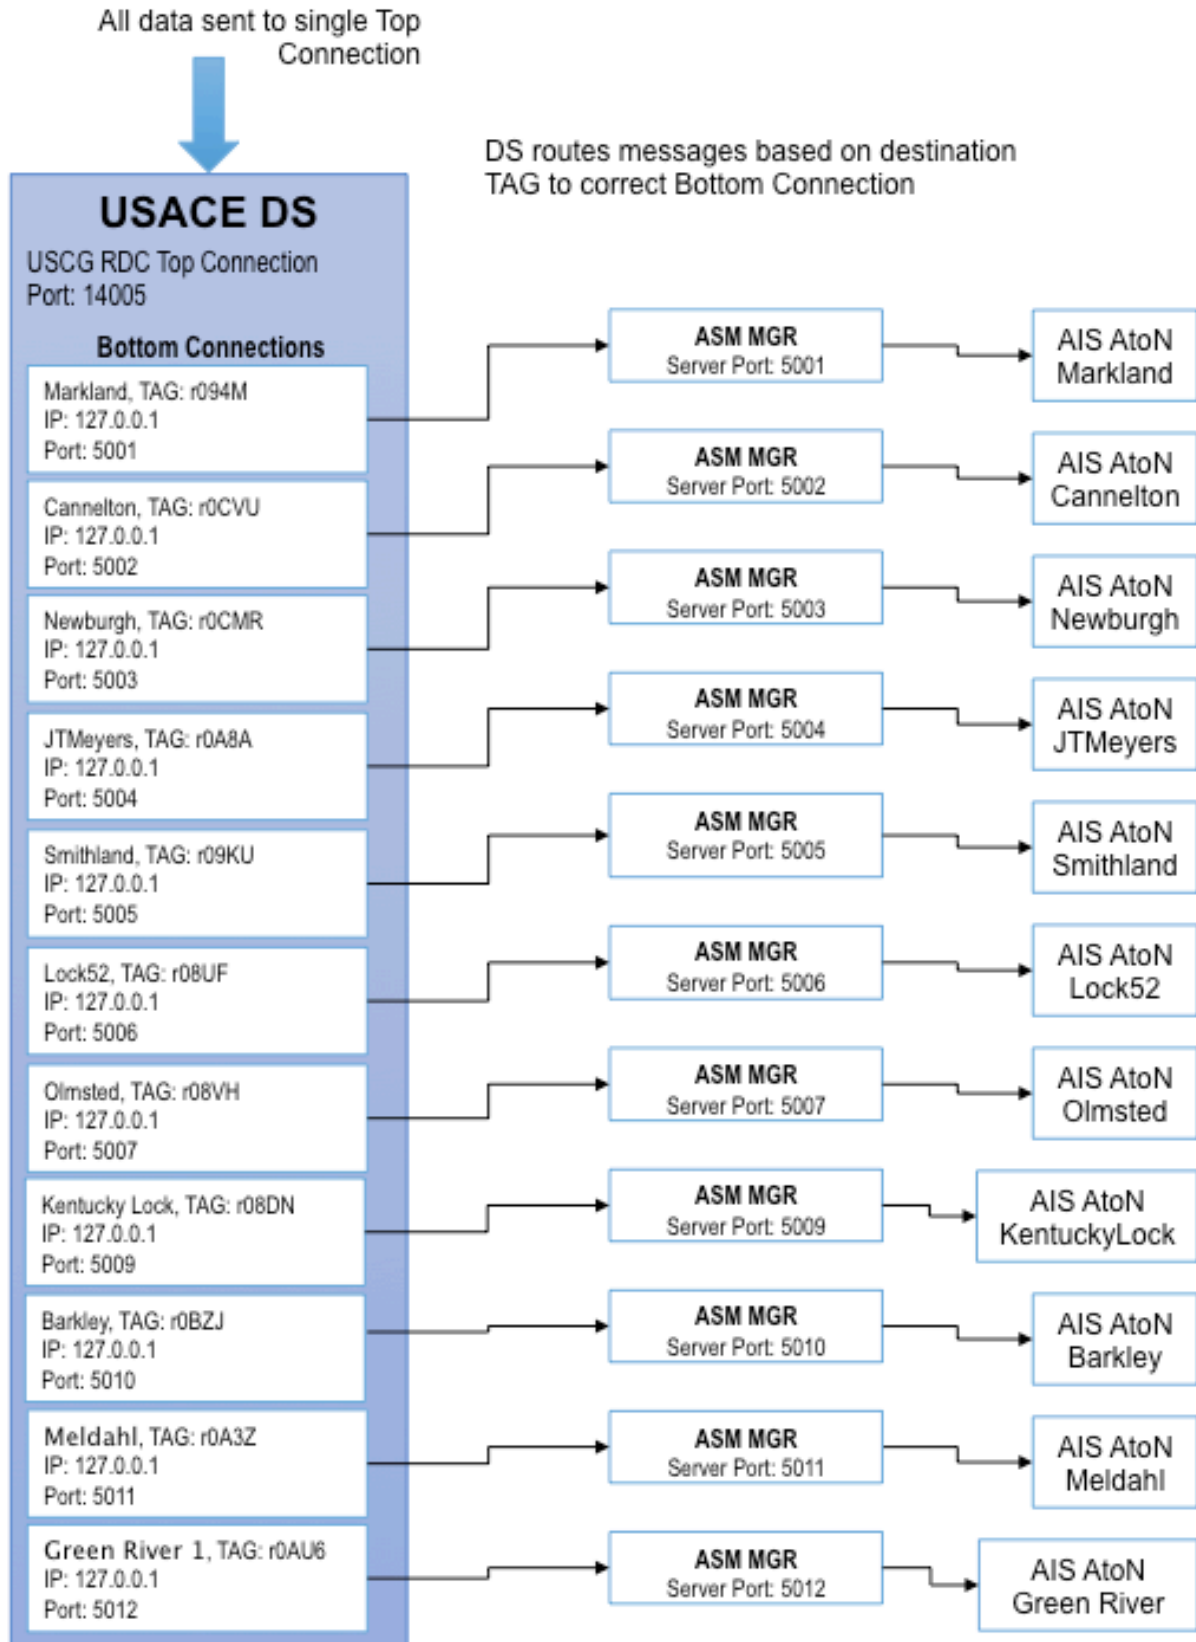 All data sent to single Top
Connection
DS routes messages based on destination
TAG to correct Bottom Connection
USACE DS
USCG RDC Top Connection
Port: 14005
Bottom Connections
Markland, TAG: r094M
IP: 127.0.0.1
Port: 5001
ASM MGR
Server Port: 5001
AIS AtoN
Markland
Cannelton, TAG: r0CVU
IP: 127.0.0.1
Port: 5002
ASM MGR
Server Port: 5002
AIS AtoN
Cannelton
Newburgh, TAG: r0CMR
IP: 127.0.0.1
Port: 5003
ASM MGR
Server Port: 5003
AIS AtoN
Newburgh
JTMeyers, TAG: r0A8A
IP: 127.0.0.1
Port: 5004
ASM MGR
Server Port: 5004
AIS AtoN
JTMeyers
Smithland, TAG: r09KU
IP: 127.0.0.1
Port: 5005
ASM MGR
Server Port: 5005
AIS AtoN
Smithland
Lock52, TAG: r08UF
IP: 127.0.0.1
Port: 5006
ASM MGR
Server Port: 5006
AIS AtoN
Lock52
Olmsted, TAG: r08VH
IP: 127.0.0.1
Port: 5007
ASM MGR
Server Port: 5007
AIS AtoN
Olmsted
Kentucky Lock, TAG: r08DN
IP: 127.0.0.1
Port: 5009
ASM MGR
Server Port: 5009
AIS AtoN
KentuckyLock
Barkley, TAG: r0BZJ
IP: 127.0.0.1
Port: 5010
ASM MGR
Server Port: 5010
AIS AtoN
Barkley
Meldahl, TAG: r0A3Z
IP: 127.0.0.1
Port: 5011
ASM MGR
Server Port: 5011
AIS AtoN
Meldahl
Green River 1, TAG: r0AU6
IP: 127.0.0.1
Port: 5012
ASM MGR
Server Port: 5012
AIS AtoN
Green River